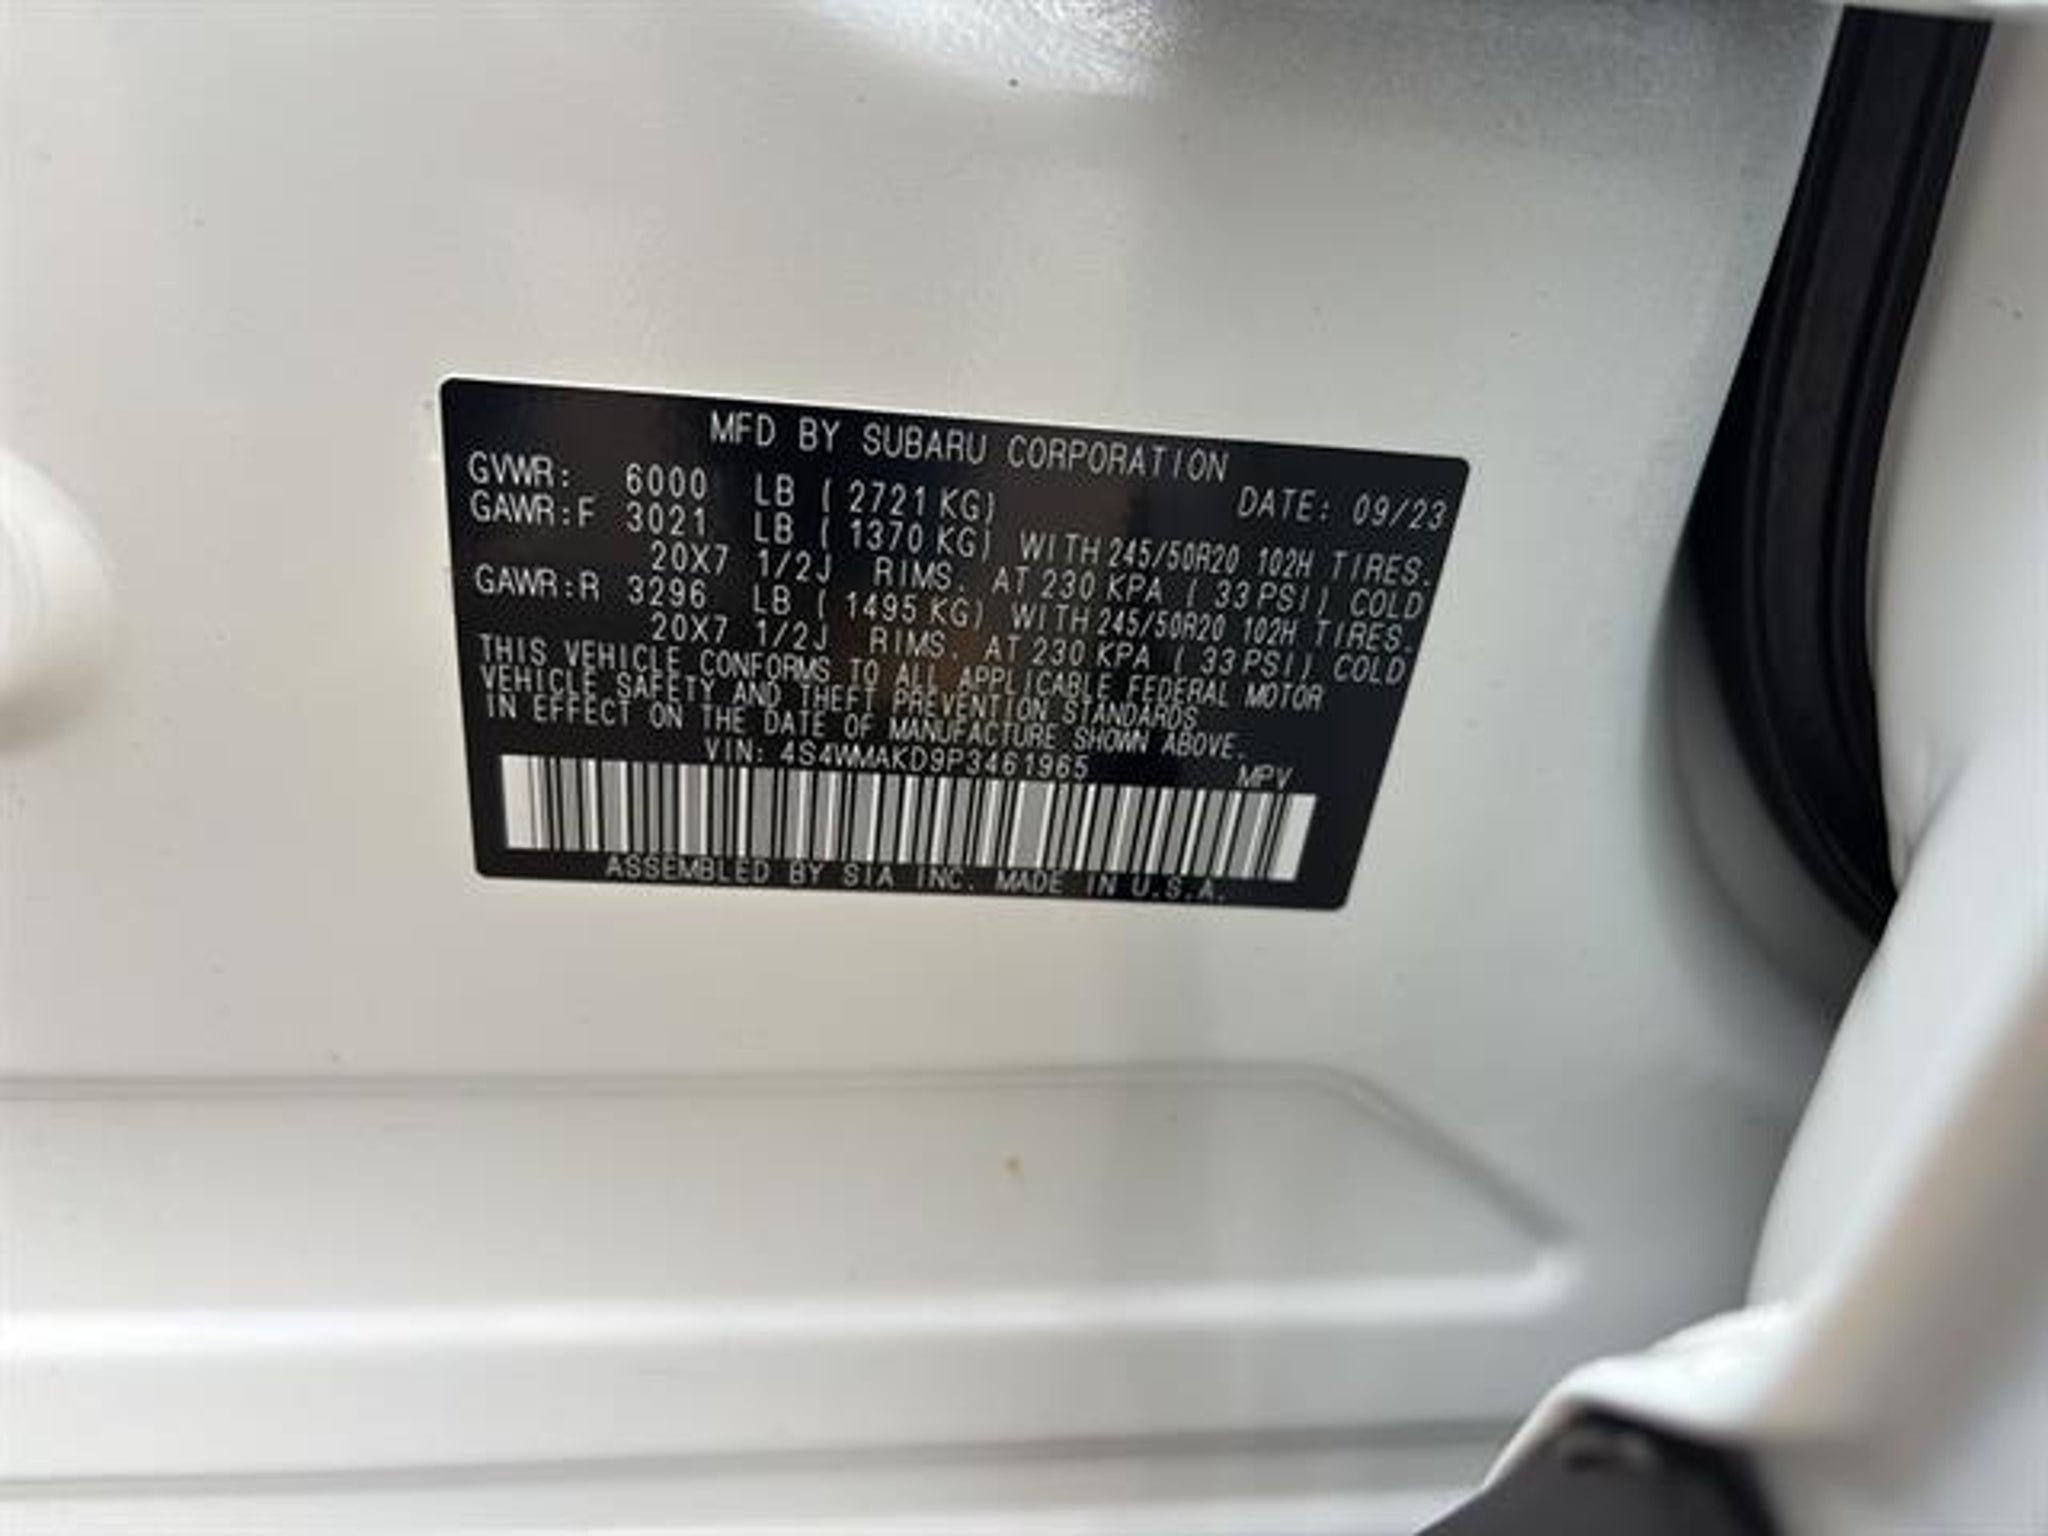 MFD BY SUBARU CORPORATION
GVWR: 6000 LB ( 2721 KG) DATE: 09/23
GAWR:F 3021 LB ( 1370 KG) WITH 245/50R20 102H TIRES.
20X7 1/2J RIMS. AT 230 KPA ( 33 PSI) COLD
GAWR:R 3296 LB ( 1495 KG) WITH 245/50R20 102H TIRES.
20X7 1/2J RIMS. AT 230 KPA ( 33 PSI) COLD
THIS VEHICLE CONFORMS TO ALL APPLICABLE FEDERAL MOTOR
VEHICLE SAFETY AND THEFT PREVENTION STANDARDS
IN EFFECT ON THE DATE OF MANUFACTURE SHOWN ABOVE.
VIN: 4S4WMAKD9P3461965 MPV
ASSEMBLED BY SIA INC. MADE IN U.S.A.